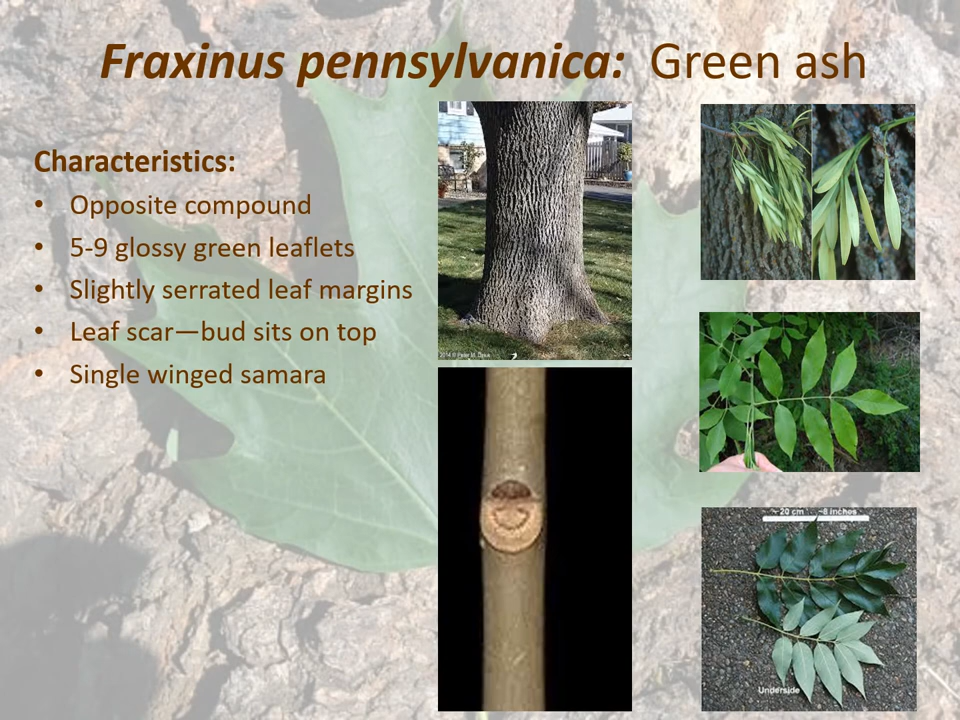 Fraxinus pennsylvanica: Green ash
Characteristics:
• Opposite compound
• 5-9 glossy green leaflets
• Slightly serrated leaf margins
• Leaf scar—bud sits on top
• Single winged samara
~ 20 cm ~8 inches
Underside